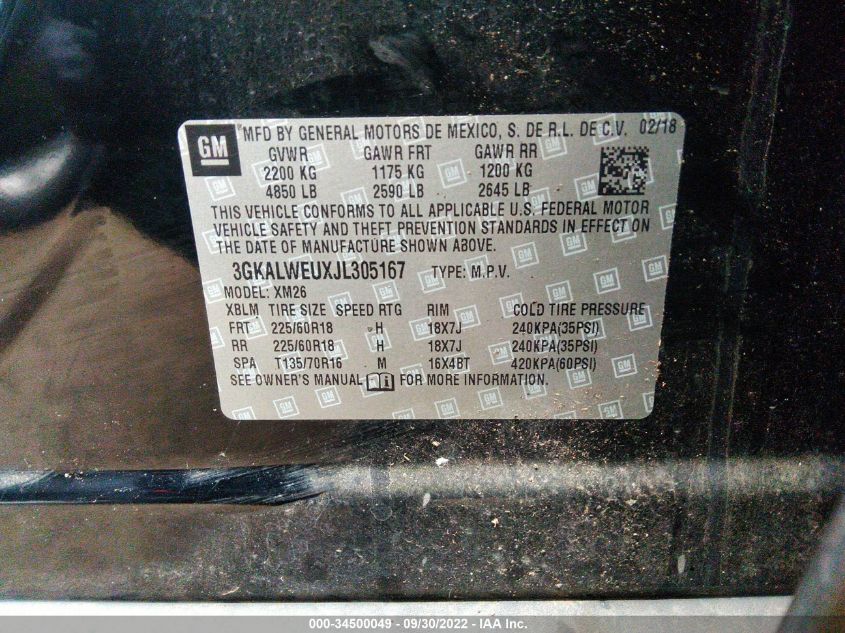 GM
MFD BY GENERAL MOTORS DE MEXICO, S. DE R.L. DE C.V. 02/18
GVWR GAWR FRT GAWR RR
2200 KG 1175 KG 1200 KG
4850 LB 2590 LB 2645 LB
THIS VEHICLE CONFORMS TO ALL APPLICABLE U.S. FEDERAL MOTOR
VEHICLE SAFETY AND THEFT PREVENTION STANDARDS IN EFFECT ON
THE DATE OF MANUFACTURE SHOWN ABOVE.
3GKALWEUXJL305167 TYPE: M.P.V.
MODEL: XM26
XBLM TIRE SIZE SPEED RTG RIM COLD TIRE PRESSURE
FRT 225/60R18 H 18X7J 240KPA(35PSI)
RR 225/60R18 H 18X7J 240KPA(35PSI)
SPA T135/70R16 M 16X4BT 420KPA(60PSI)
SEE OWNER'S MANUAL FOR MORE INFORMATION.
000-34500049 - 09/30/2022 - IAA Inc.